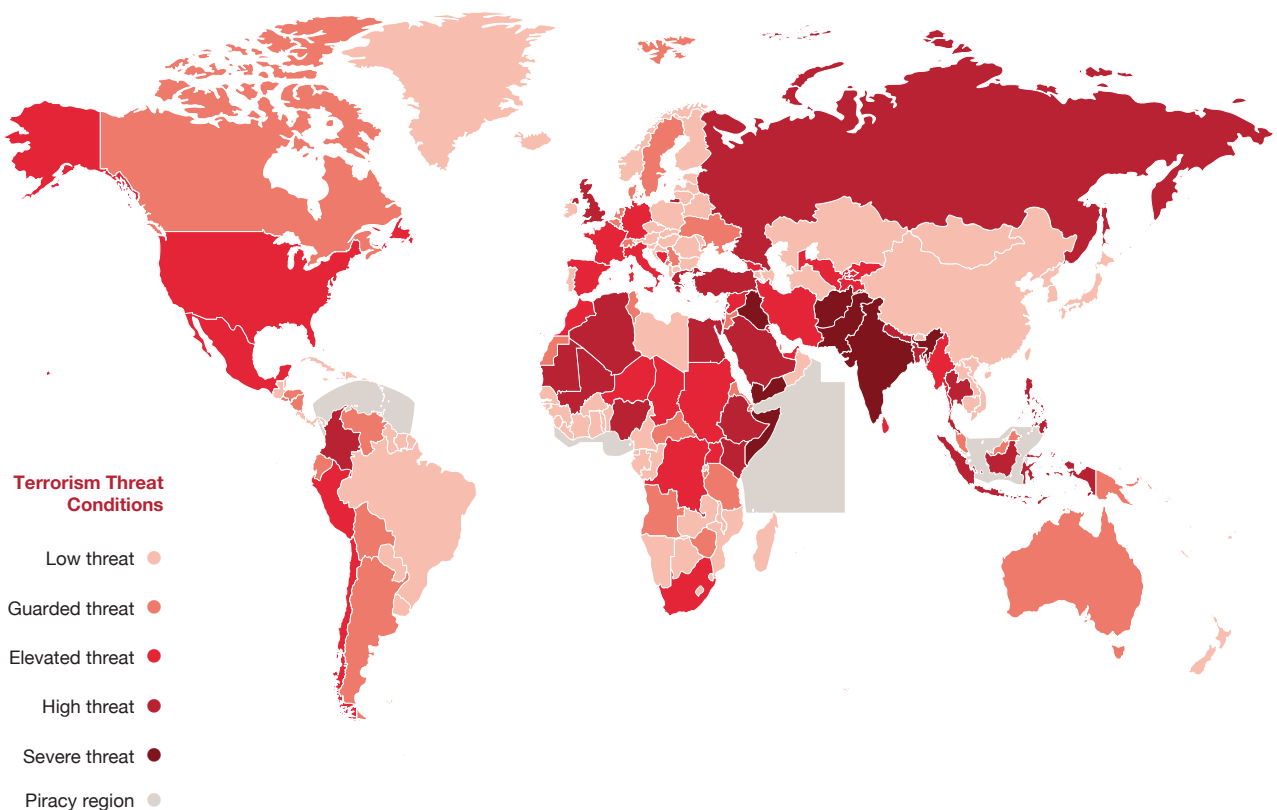 Terrorism Threat
Conditions
Low threat
Guarded threat
Elevated threat
High threat
Severe threat
Piracy region